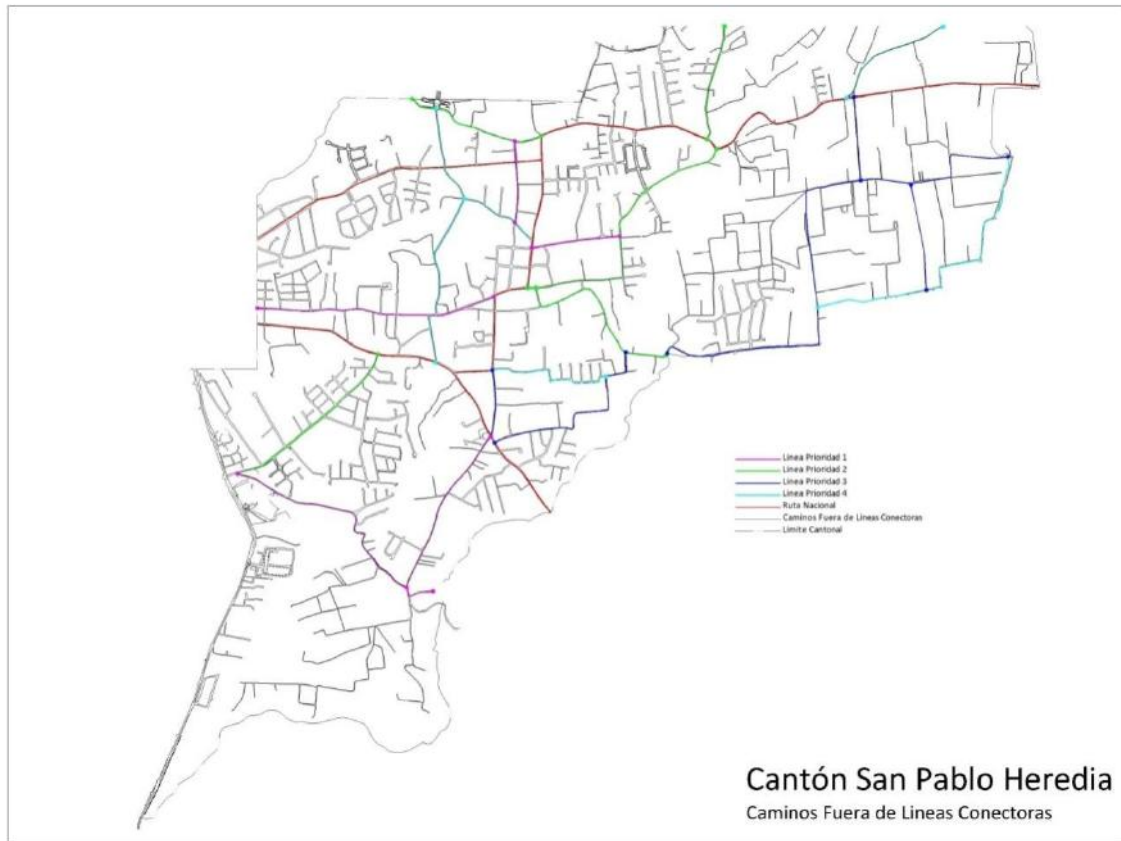 Linea Prioridad 1
Linea Prioridad 2
Linea Prioridad 3
Linea Prioridad 4
Ruta Nacional
Caminos Fuera de Lineas Conectoras
Limite Cantonal
Cantón San Pablo Heredia
Caminos Fuera de Lineas Conectoras